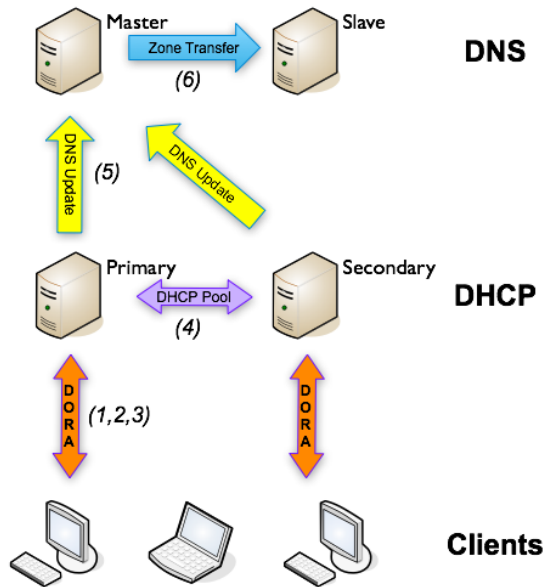 Master
Slave
DNS
Zone Transfer
(6)
DNS Update
(5)
DNS Update
Primary
Secondary
DHCP
DHCP Pool
(4)
DORA
(1,2,3)
DORA
Clients